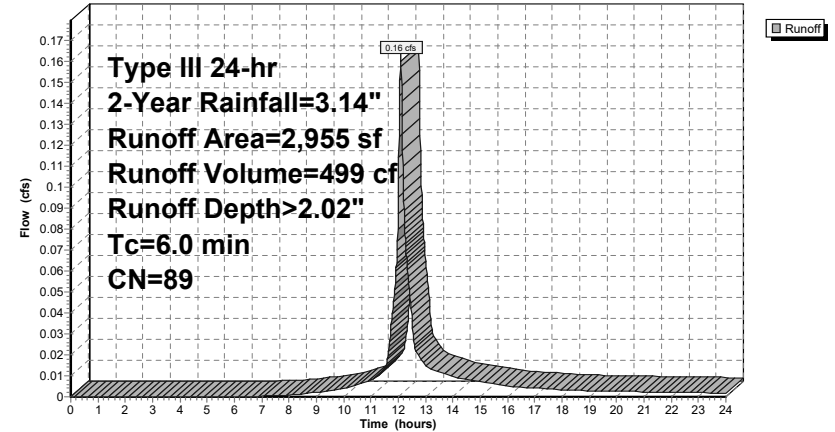 Runoff
0.16 cfs
Type III 24-hr
2-Year Rainfall=3.14"
Runoff Area=2,955 sf
Runoff Volume=499 cf
Runoff Depth>2.02"
Tc=6.0 min
CN=89
Flow (cfs)
0.17
0.16
0.15
0.14
0.13
0.12
0.11
0.1
0.09
0.08
0.07
0.06
0.05
0.04
0.03
0.02
0.01
0
0 1 2 3 4 5 6 7 8 9 10 11 12 13 14 15 16 17 18 19 20 21 22 23 24
Time (hours)